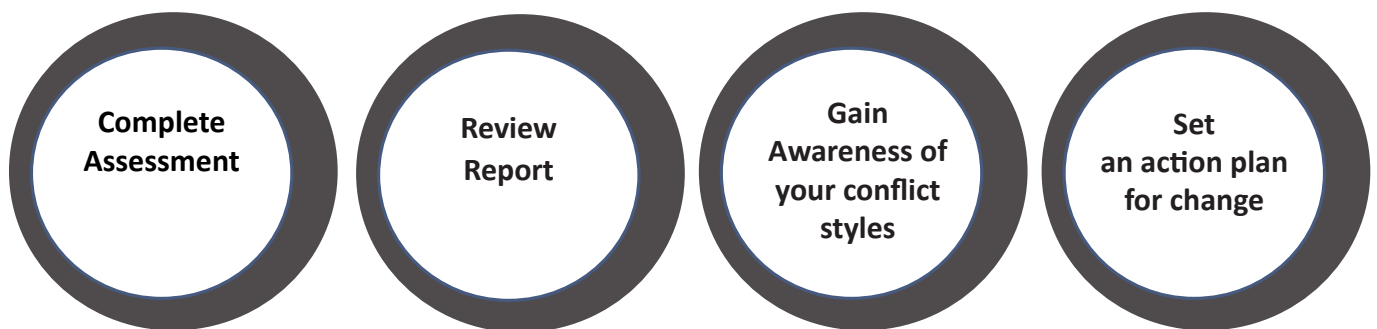 Complete
Assessment
Review
Report
Gain
Awareness of
your conflict
styles
Set
an action plan
for change